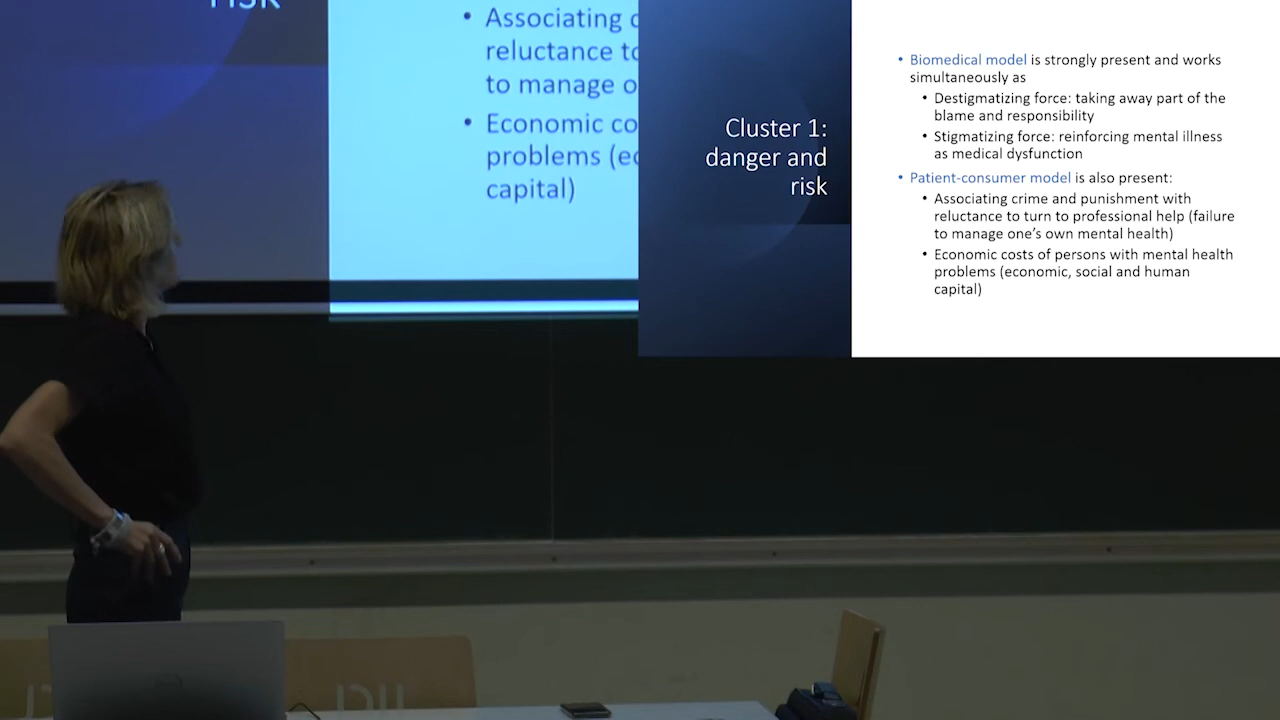 risk
• Associating
reluctance to
to manage
• Economic
problems
capital)
Cluster 1:
danger and
risk
• Biomedical model is strongly present and works
simultaneously as
• Destigmatizing force: taking away part of the
blame and responsibility
• Stigmatizing force: reinforcing mental illness
as medical dysfunction
• Patient-consumer model is also present:
• Associating crime and punishment with
reluctance to turn to professional help (failure
to manage one’s own mental health)
• Economic costs of persons with mental health
problems (economic, social and human
capital)